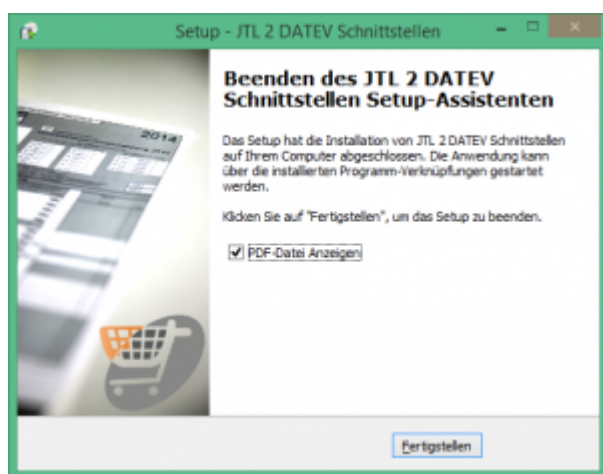 Setup - JTL 2 DATEV Schnittstellen
2014
Beenden des JTL 2 DATEV
Schnittstellen Setup-Assistenten
Das Setup hat die Installation von JTL 2 DATEV Schnittstellen
auf Ihrem Computer abgeschlossen. Die Anwendung kann
über die installierten Programm-Verknüpfungen gestartet
werden.
Klicken Sie auf "Fertigstellen", um das Setup zu beenden.
PDF-Datei Anzeigen
Fertigstellen